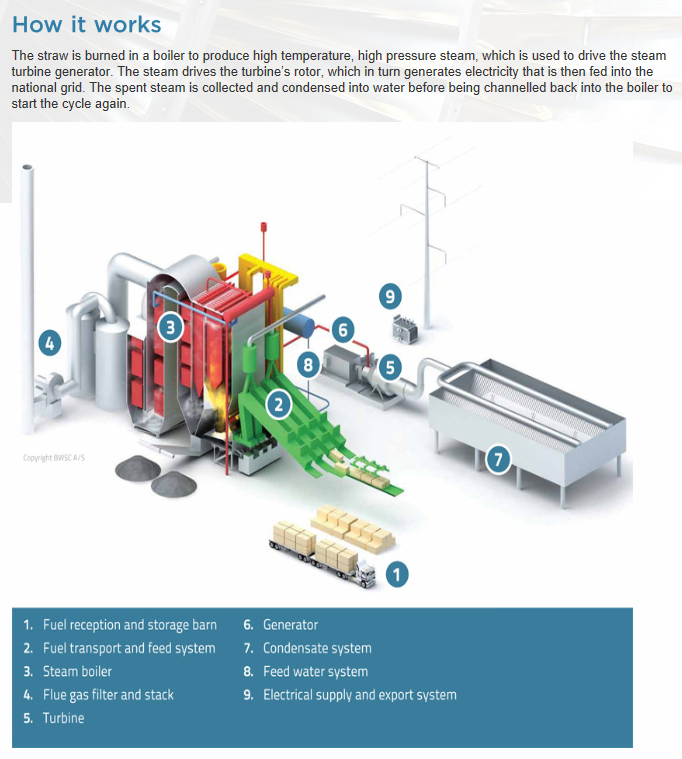 How it works
The straw is burned in a boiler to produce high temperature, high pressure steam, which is used to drive the steam
turbine generator. The steam drives the turbine's rotor, which in turn generates electricity that is then fed into the
national grid. The spent steam is collected and condensed into water before being channelled back into the boiler to
start the cycle again.
9
6
3
4
8
5
2
7
Copyright BWSC A/S
1
1. Fuel reception and storage barn
2. Fuel transport and feed system
3. Steam boiler
4. Flue gas filter and stack
5. Turbine
6. Generator
7. Condensate system
8. Feed water system
9. Electrical supply and export system